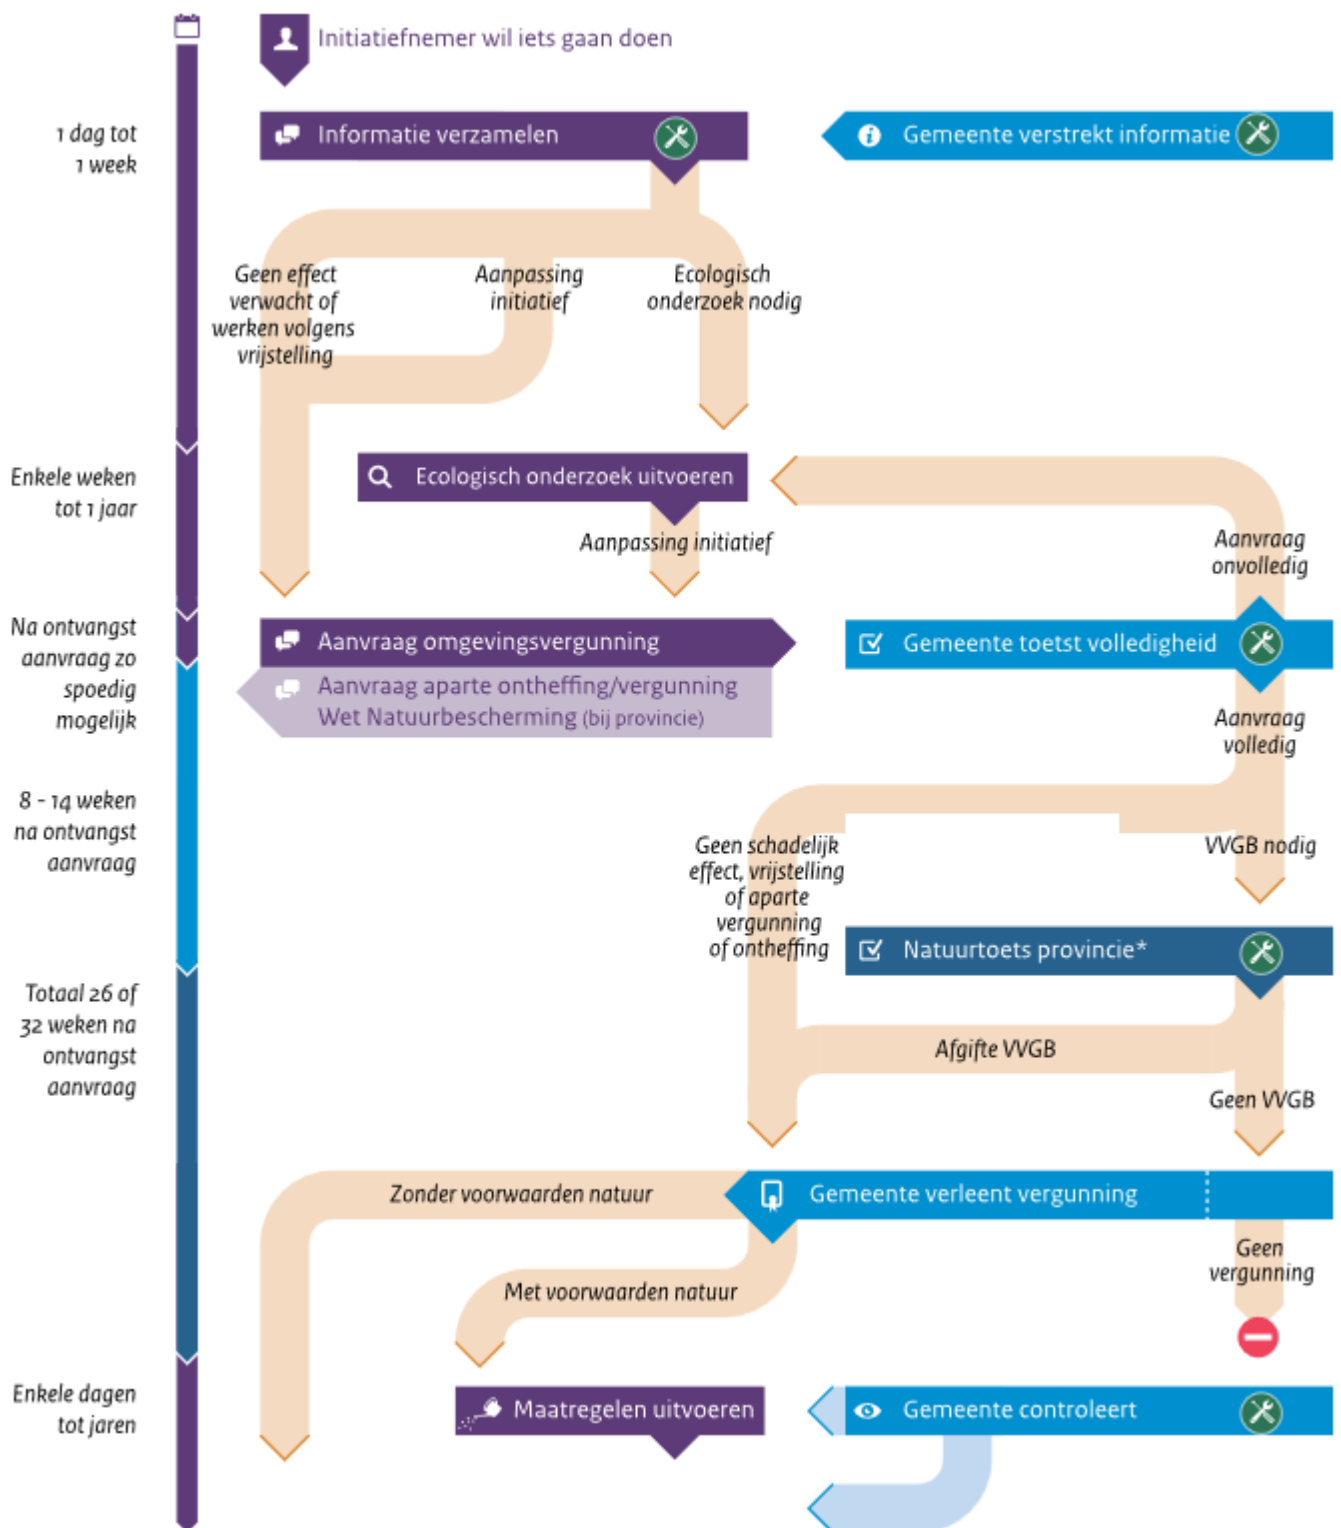 Initiatiefnemer wil iets gaan doen
1 dag tot
1 week
Informatie verzamelen
Gemeente verstrekt informatie
Geen effect
verwacht of
werken volgens
vrijstelling
Aanpassing
initiatief
Ecologisch
onderzoek nodig
Enkele weken
tot 1 jaar
Ecologisch onderzoek uitvoeren
Aanpassing initiatief
Aanvraag
onvolledig
Na ontvangst
aanvraag zo
spoedig
mogelijk
Aanvraag omgevingsvergunning
Aanvraag aparte ontheffing/vergunning
Wet Natuurbescherming (bij provincie)
Gemeente toetst volledigheid
Aanvraag
volledig
8 - 14 weken
na ontvangst
aanvraag
Geen schadelijk
effect, vrijstelling
of aparte
vergunning
of ontheffing
VVGB nodig
Natuurtoets provincie*
Totaal 26 of
32 weken na
ontvangst
aanvraag
Afgifte VVGB
Geen VVGB
Zonder voorwaarden natuur
Gemeente verleent vergunning
Geen
vergunning
Met voorwaarden natuur
Enkele dagen
tot jaren
Maatregelen uitvoeren
Gemeente controleert